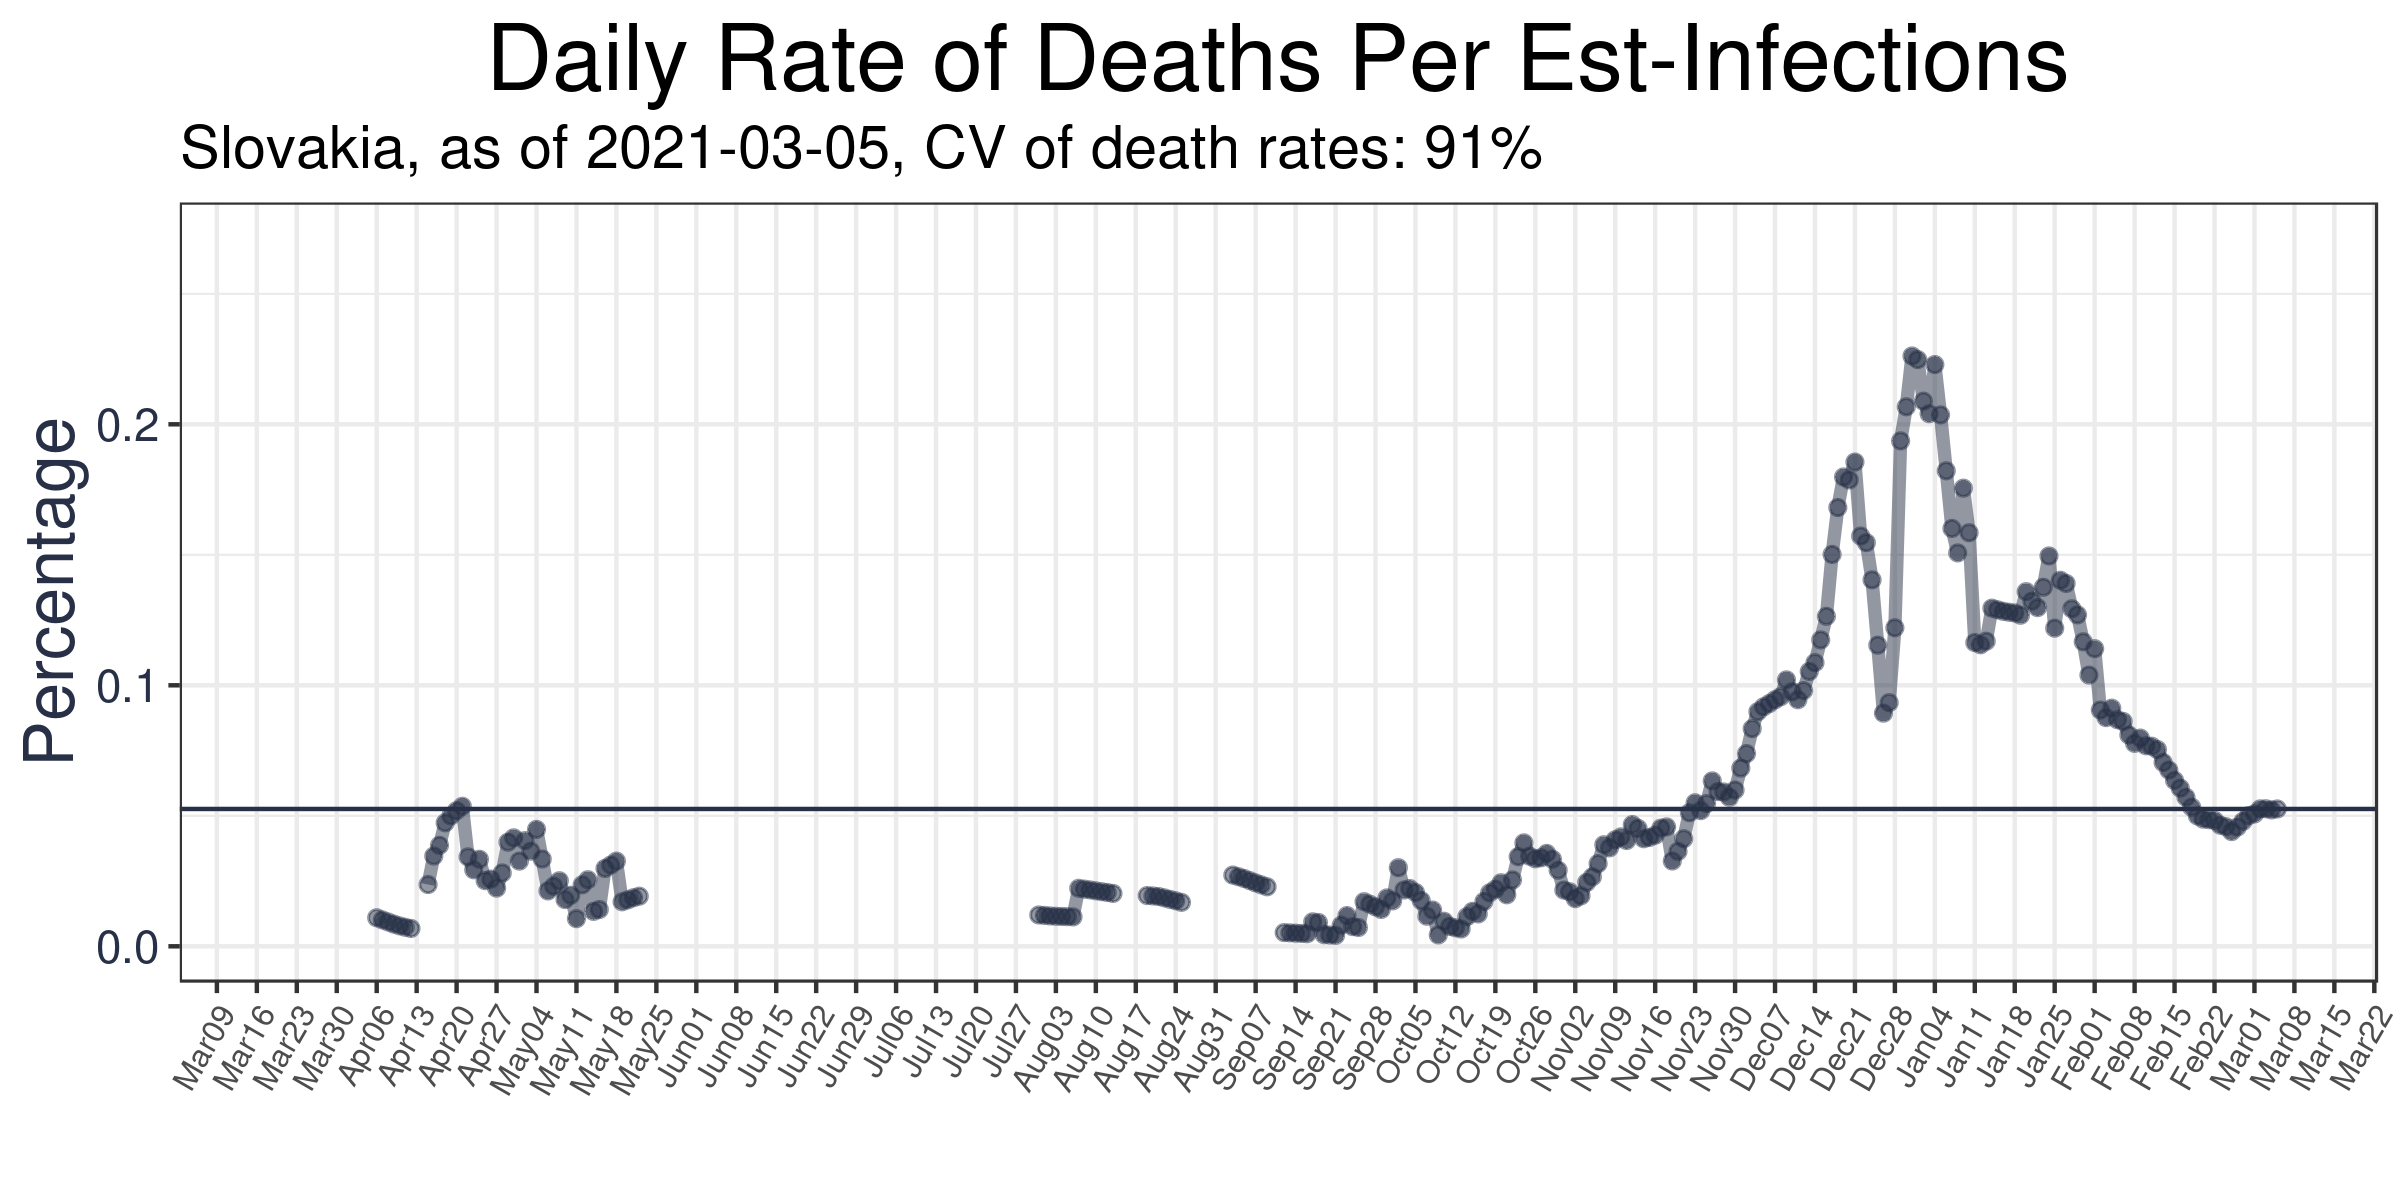 Daily Rate of Deaths Per Est-Infections
Slovakia, as of 2021-03-05, CV of death rates: 91%
Percentage
0.2
0.1
0.0
Mar09 Mar16 Mar23 Mar30 Apr06 Apr13 Apr20 Apr27 May04 May11 May18 May25 Jun01 Jun08 Jun15 Jun22 Jun29 Jul06 Jul13 Jul20 Jul27 Aug03 Aug10 Aug17 Aug24 Aug31 Sep07 Sep14 Sep21 Sep28 Oct05 Oct12 Oct19 Oct26 Nov02 Nov09 Nov16 Nov23 Nov30 Dec07 Dec14 Dec21 Dec28 Jan04 Jan11 Jan18 Jan25 Feb01 Feb08 Feb15 Feb22 Mar01 Mar08 Mar15 Mar22